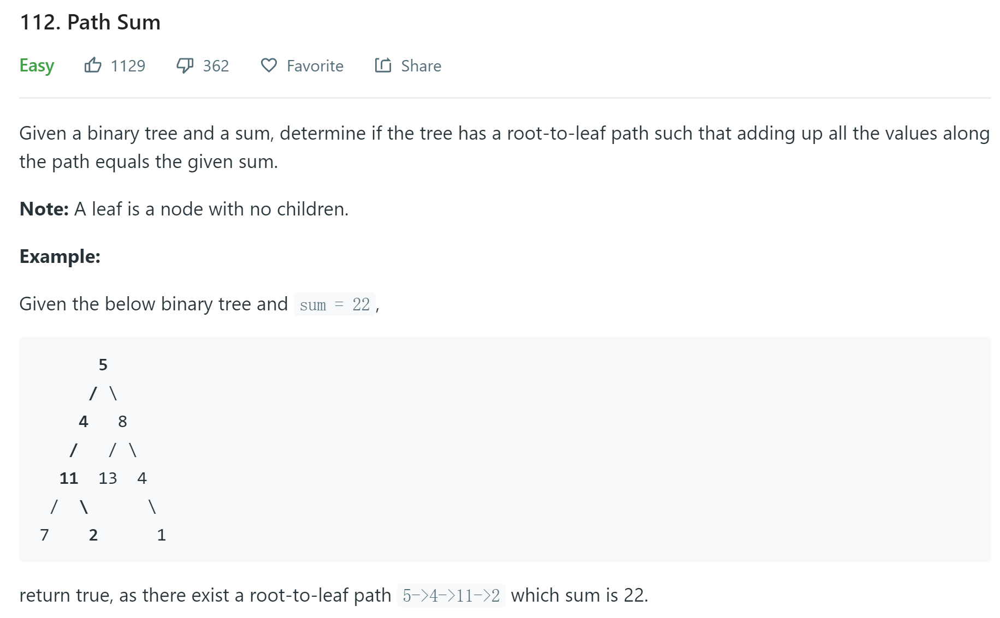 112. Path Sum
Easy 1129 362 Favorite Share
Given a binary tree and a sum, determine if the tree has a root-to-leaf path such that adding up all the values along
the path equals the given sum.
Note: A leaf is a node with no children.
Example:
Given the below binary tree and sum = 22,
5
/ \
4 8
/ / \
11 13 4
/ \ \
7 2 1
return true, as there exist a root-to-leaf path 5->4->11->2 which sum is 22.